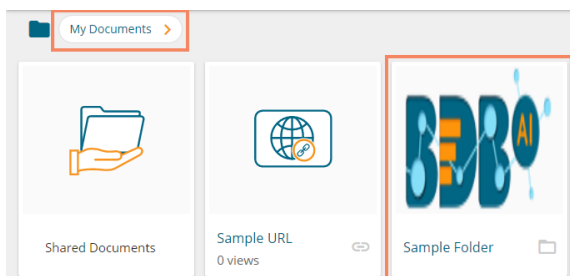 My Documents
BDB
AI
Shared Documents
Sample URL
0 views
Sample Folder